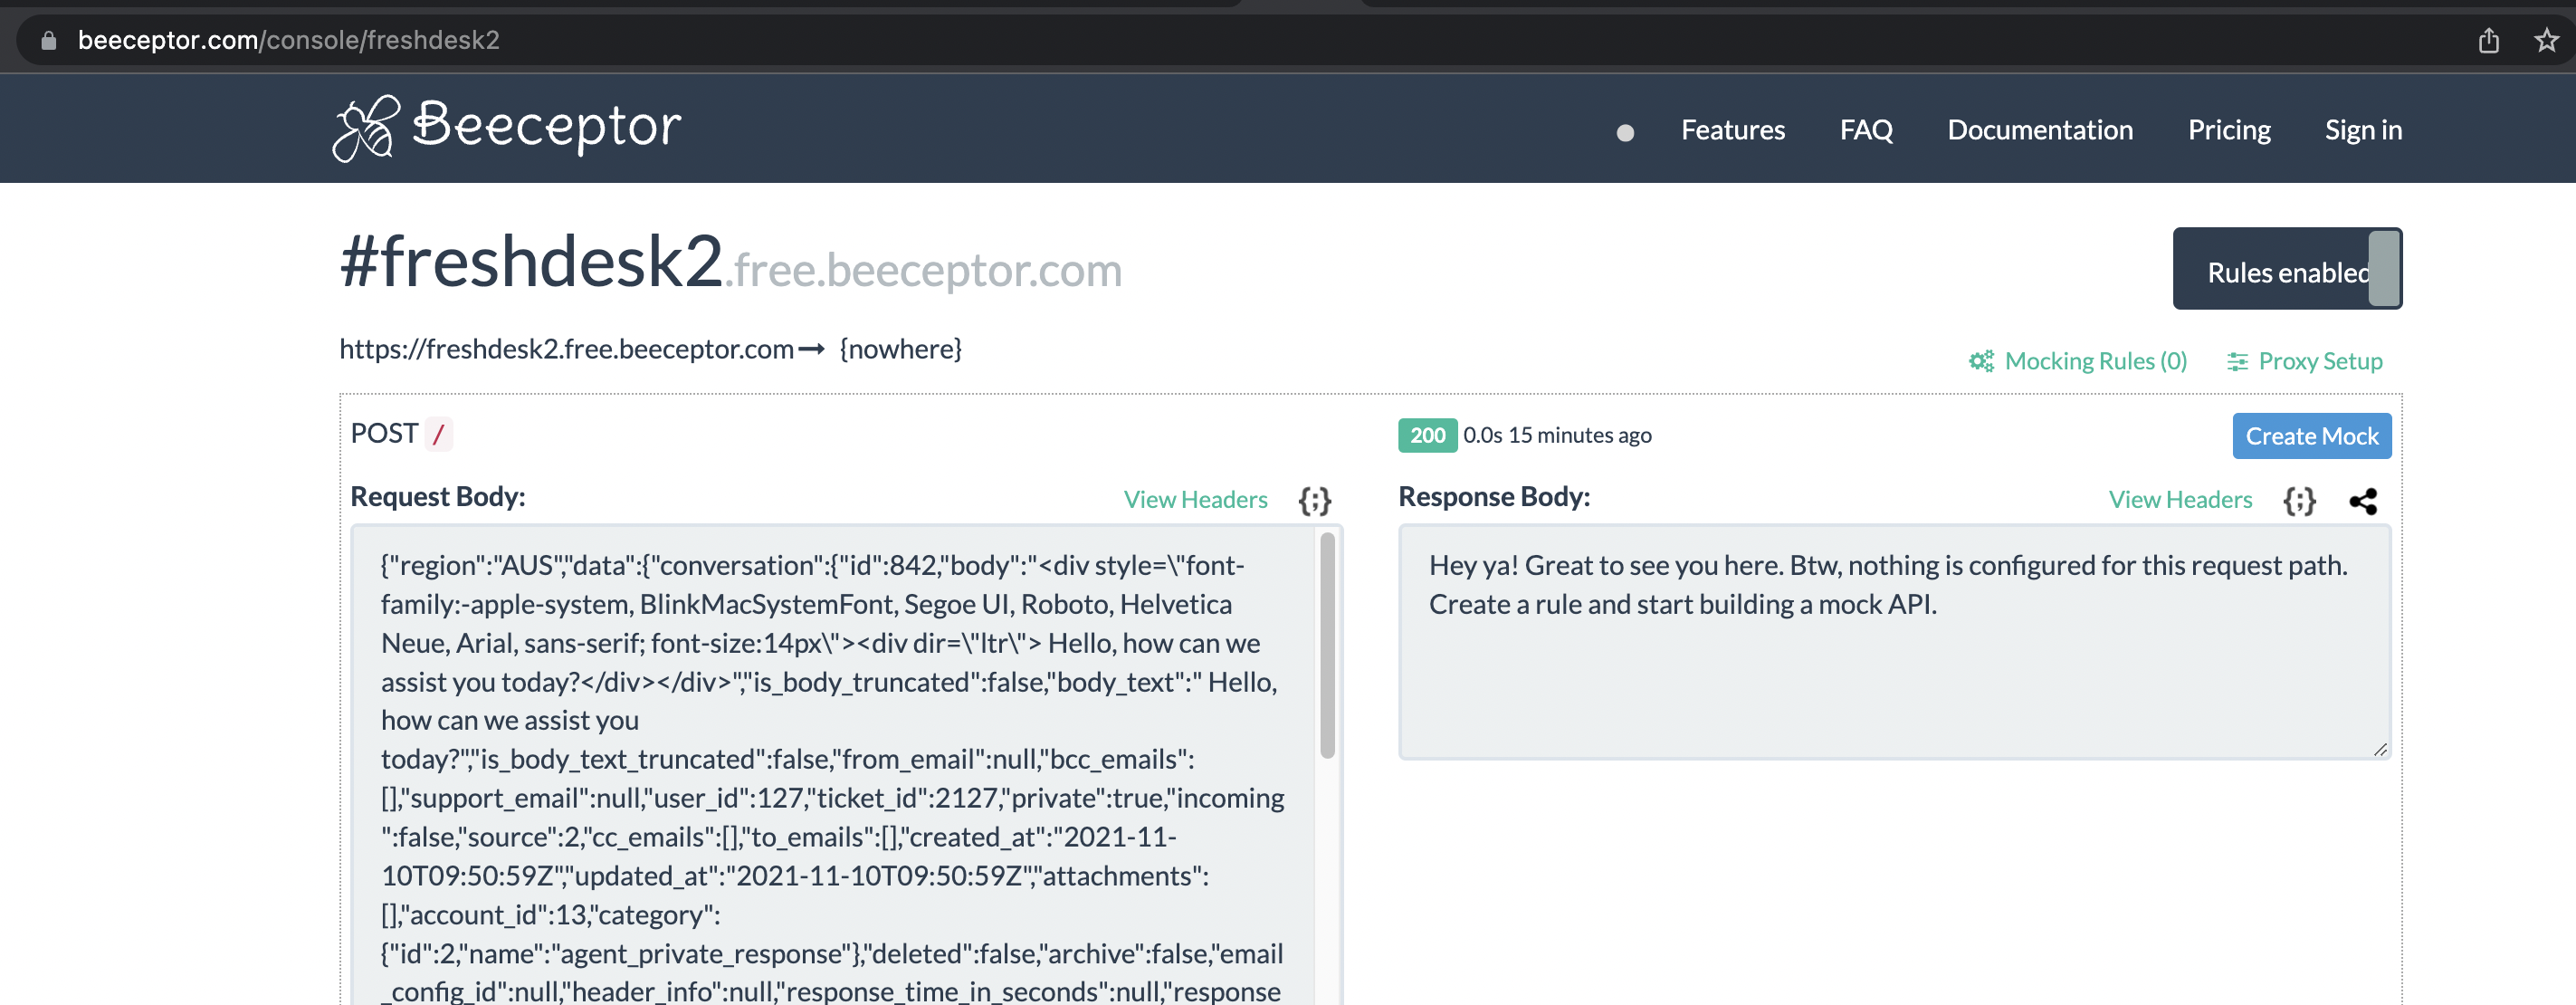 beeceptor.com/console/freshdesk2
Beeceptor
Features FAQ Documentation Pricing Sign in
#freshdesk2.free.beeceptor.com
Rules enabled
https://freshdesk2.free.beeceptor.com → {nowhere}
Mocking Rules (0) Proxy Setup
POST /
200 0.0s 15 minutes ago
Create Mock
Request Body:
View Headers {;}
Response Body:
View Headers {;}
{"region":"AUS","data":{"conversation":{"id":842,"body":"<div style=\"font-
family:-apple-system, BlinkMacSystemFont, Segoe UI, Roboto, Helvetica
Neue, Arial, sans-serif; font-size:14px\"><div dir=\"ltr\"> Hello, how can we
assist you today?</div></div>","is_body_truncated":false,"body_text":" Hello,
how can we assist you
today?","is_body_text_truncated":false,"from_email":null,"bcc_emails":
[],"support_email":null,"user_id":127,"ticket_id":2127,"private":true,"incoming
":false,"source":2,"cc_emails":[],"to_emails":[],"created_at":"2021-11-
10T09:50:59Z","updated_at":"2021-11-10T09:50:59Z","attachments":
[],"account_id":13,"category":
{"id":2,"name":"agent_private_response"},"deleted":false,"archive":false,"email
_config_id":null,"header_info":null,"response_time_in_seconds":null,"response
Hey ya! Great to see you here. Btw, nothing is configured for this request path.
Create a rule and start building a mock API.